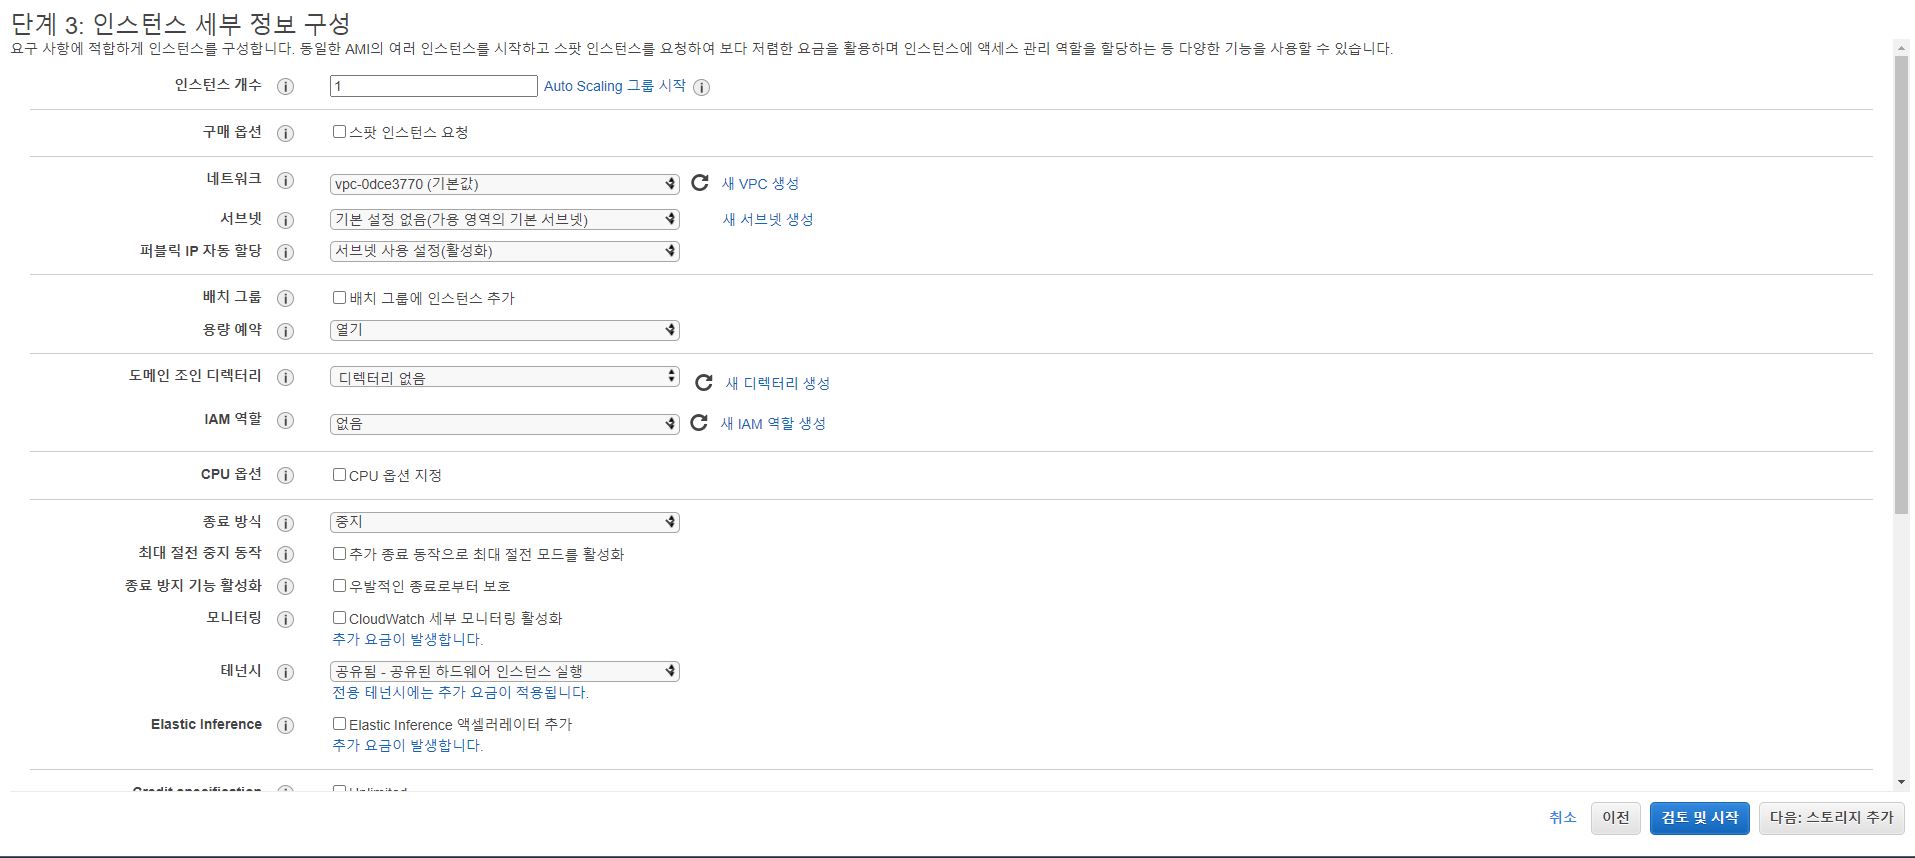 단계 3: 인스턴스 세부 정보 구성
요구 사항에 적합하게 인스턴스를 구성합니다. 동일한 AMI의 여러 인스턴스를 시작하고 스팟 인스턴스를 요청하여 보다 저렴한 요금을 활용하며 인스턴스에 액세스 관리 역할을 할당하는 등 다양한 기능을 사용할 수 있습니다.
인스턴스 개수 i 1 Auto Scaling 그룹 시작 i
구매 옵션 i 스팟 인스턴스 요청
네트워크 i vpc-0dce3770 (기본값) 새 VPC 생성
서브넷 i 기본 설정 없음(가용 영역의 기본 서브넷) 새 서브넷 생성
퍼블릭 IP 자동 할당 i 서브넷 사용 설정(활성화)
배치 그룹 i 배치 그룹에 인스턴스 추가
용량 예약 i 열기
도메인 조인 디렉터리 i 디렉터리 없음 새 디렉터리 생성
IAM 역할 i 없음 새 IAM 역할 생성
CPU 옵션 i CPU 옵션 지정
종료 방식 i 중지
최대 절전 중지 동작 i 추가 종료 동작으로 최대 절전 모드를 활성화
종료 방지 기능 활성화 i 우발적인 종료로부터 보호
모니터링 i CloudWatch 세부 모니터링 활성화
추가 요금이 발생합니다.
테넌시 i 공유됨 - 공유된 하드웨어 인스턴스 실행
전용 테넌시에는 추가 요금이 적용됩니다.
Elastic Inference i Elastic Inference 액셀러레이터 추가
추가 요금이 발생합니다.
Credit specification i Unlimited
취소 이전 검토 및 시작 다음: 스토리지 추가